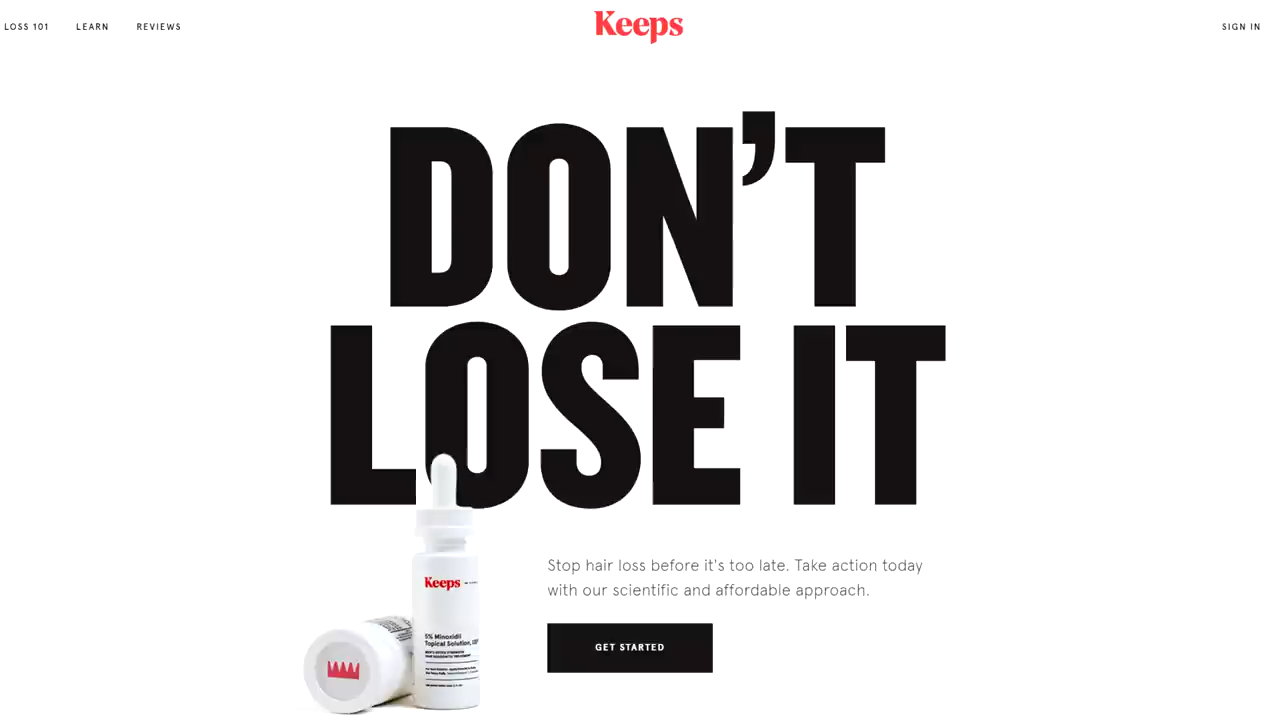 LOSS 101
LEARN
REVIEWS
Keeps
SIGN IN
DON'T
LOSE IT
Stop hair loss before it's too late. Take action today
with our scientific and affordable approach.
GET STARTED
Keeps
5% Minoxidil
Topical Solution,